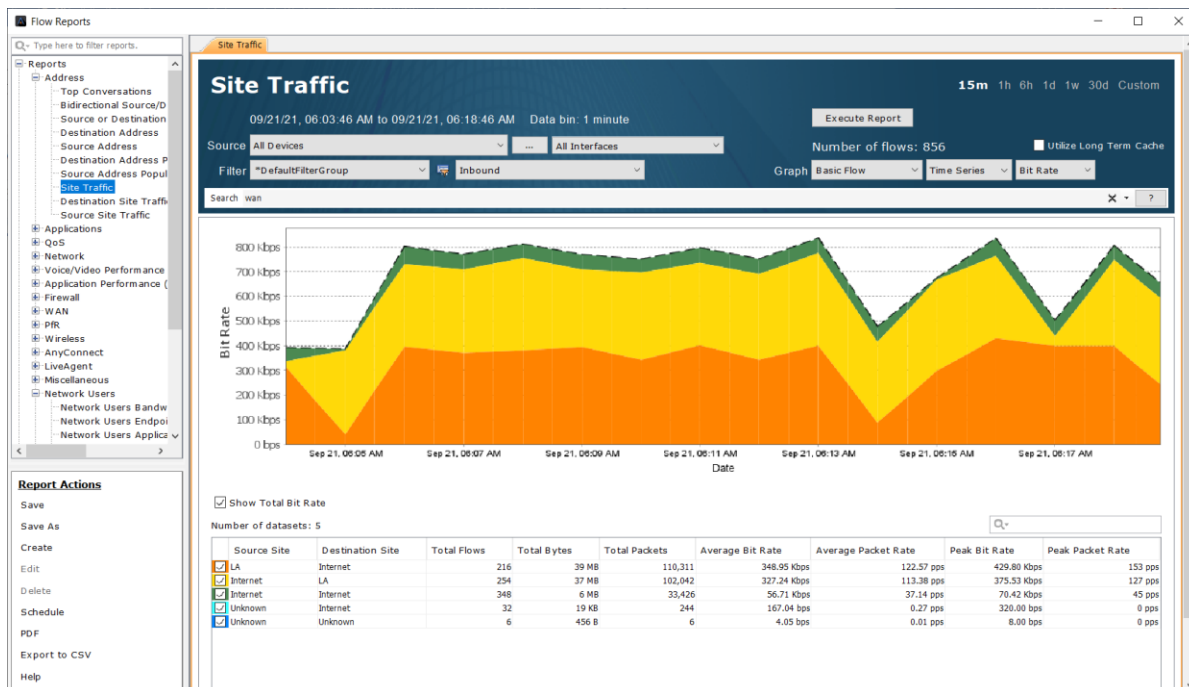 Flow Reports
Type here to filter reports.
Reports
Address
Top Conversations
Bidirectional Source/D
Source or Destination
Destination Address
Source Address
Destination Address P
Source Address Popul
Site Traffic
Destination Site Traffi
Source Site Traffic
Applications
QoS
Network
Voice/Video Performance
Application Performance (
Firewall
WAN
PfR
Wireless
AnyConnect
LiveAgent
Miscellaneous
Network Users
Network Users Bandw
Network Users Endpoi
Network Users Applica
Report Actions
Save
Save As
Create
Edit
Delete
Schedule
PDF
Export to CSV
Help
Site Traffic
Site Traffic
15m 1h 6h 1d 1w 30d Custom
09/21/21, 06:03:46 AM to 09/21/21, 06:18:46 AM Data bin: 1 minute
Execute Report
Source All Devices ... All Interfaces
Number of flows: 856
Utilize Long Term Cache
Filter *DefaultFilterGroup Inbound
Graph Basic Flow Time Series Bit Rate
Search wan ?
800 Kbps
700 Kbps
600 Kbps
500 Kbps
400 Kbps
300 Kbps
200 Kbps
100 Kbps
0 bps
Bit Rate
Sep 21, 06:05 AM Sep 21, 06:07 AM Sep 21, 06:09 AM Sep 21, 06:11 AM Sep 21, 06:13 AM Sep 21, 06:15 AM Sep 21, 06:17 AM
Date
Show Total Bit Rate
Number of datasets: 5
Source Site Destination Site Total Flows Total Bytes Total Packets Average Bit Rate Average Packet Rate Peak Bit Rate Peak Packet Rate
LA Internet 216 39 MB 110,311 348.95 Kbps 122.57 pps 429.80 Kbps 153 pps
Internet LA 254 37 MB 102,042 327.24 Kbps 113.38 pps 375.53 Kbps 127 pps
Internet Internet 348 6 MB 33,426 56.71 Kbps 37.14 pps 70.42 Kbps 45 pps
Unknown Internet 32 19 KB 244 167.04 bps 0.27 pps 320.00 bps 0 pps
Unknown Unknown 6 456 B 6 4.05 bps 0.01 pps 8.00 bps 0 pps